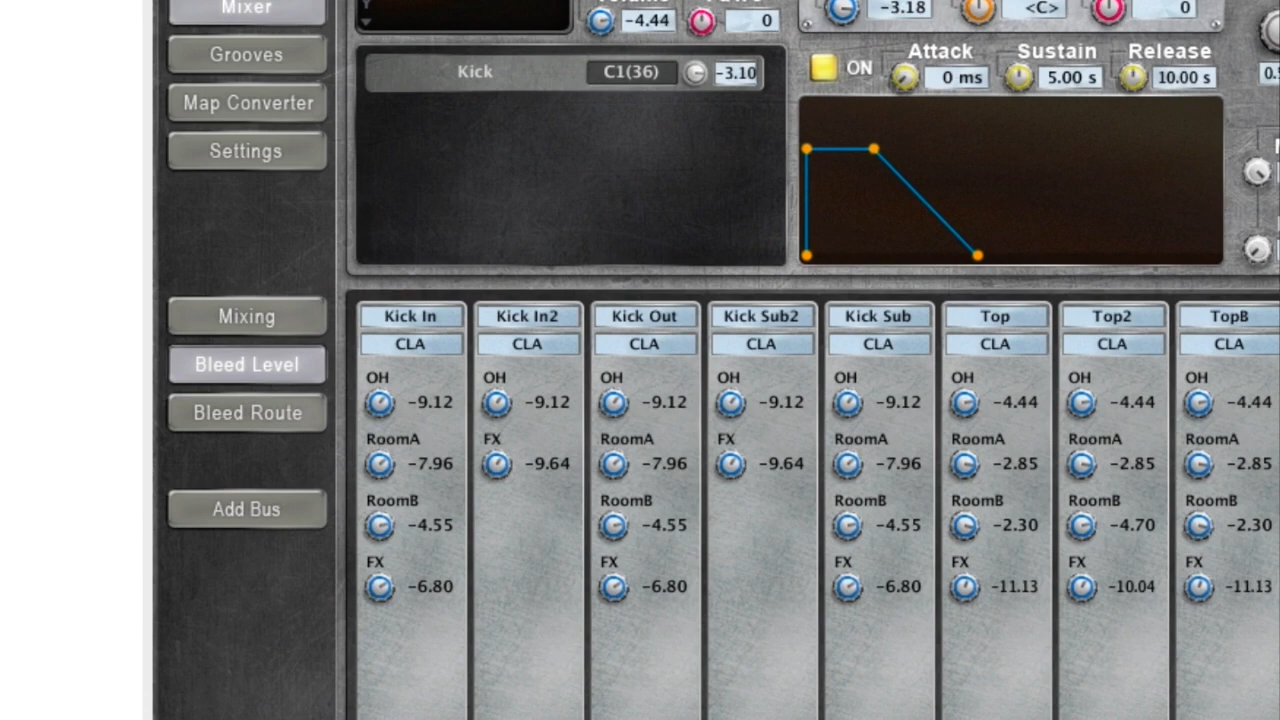 Mixer
Grooves
Map Converter
Settings
Mixing
Bleed Level
Bleed Route
Add Bus
-4.44 0
-3.18 <C> 0
Kick C1(36) -3.10
ON Attack Sustain Release
0 ms 5.00 s 10.00 s
Kick In Kick In2 Kick Out Kick Sub2 Kick Sub Top Top2 TopB
CLA CLA CLA CLA CLA CLA CLA CLA
OH OH OH OH OH OH OH OH
-9.12 -9.12 -9.12 -9.12 -9.12 -4.44 -4.44 -4.44
RoomA FX RoomA FX RoomA RoomA RoomA RoomA
-7.96 -9.64 -7.96 -9.64 -7.96 -2.85 -2.85 -2.85
RoomB RoomB RoomB RoomB RoomB RoomB
-4.55 -4.55 -4.55 -2.30 -4.70 -2.30
FX FX FX FX FX FX
-6.80 -6.80 -6.80 -11.13 -10.04 -11.13